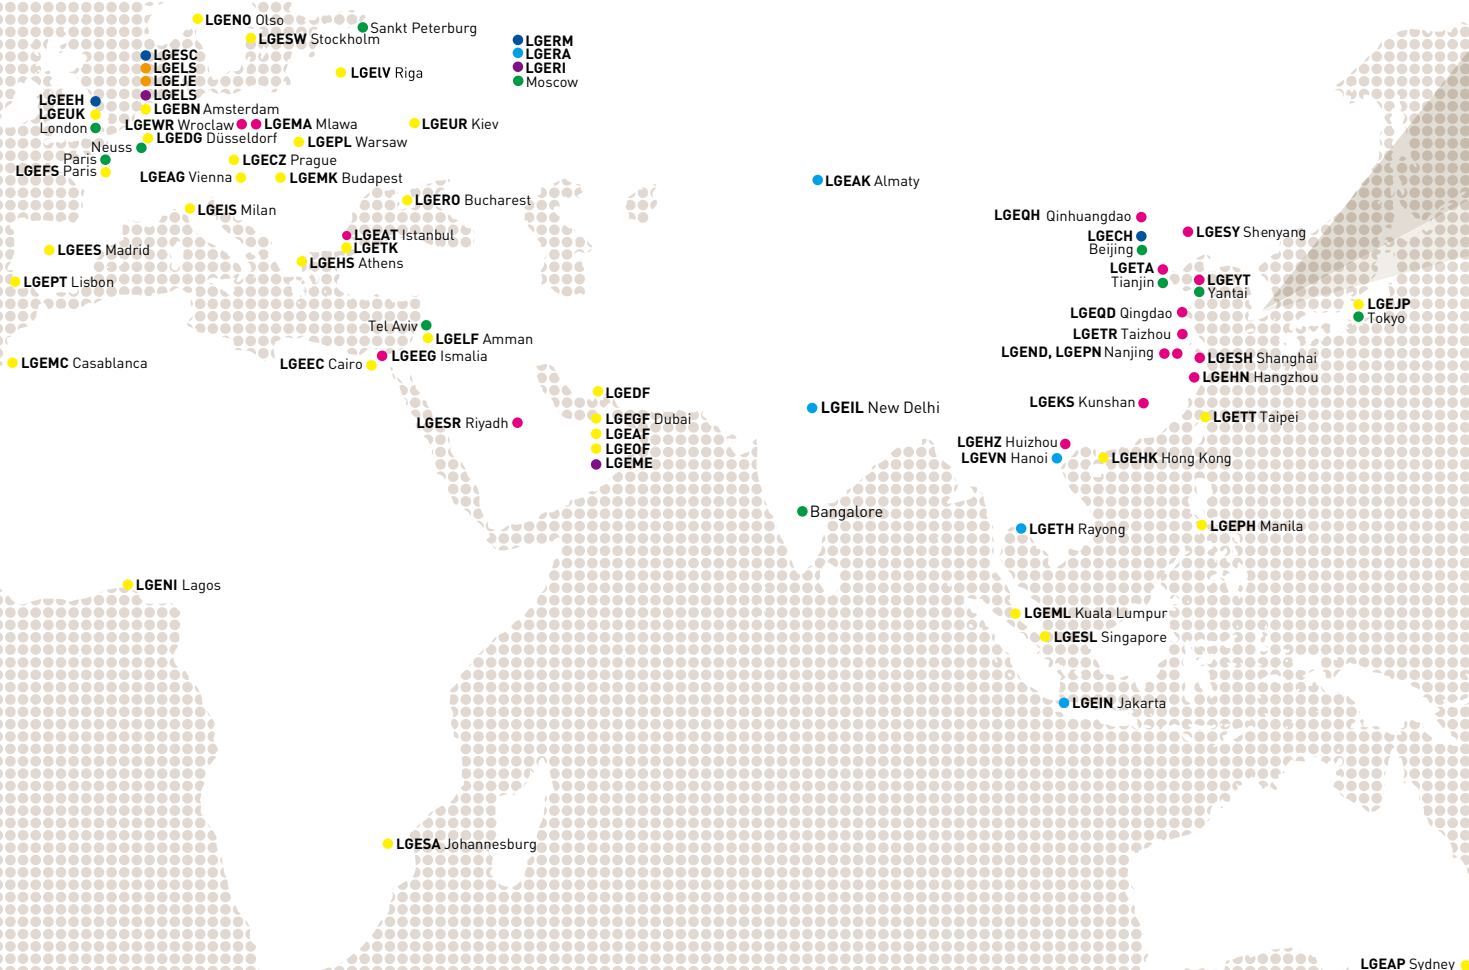 LGENO Olso
Sankt Peterburg
LGESW Stockholm
LGERM
LGERA
LGERI
Moscow
LGESC
LGELS
LGEJE
LGELS
LGEBN Amsterdam
LGElV Riga
LGEEH
LGEUK
London
LGEWR Wroclaw
LGEMA Mlawa
LGEUR Kiev
LGEDG Düsseldorf
Neuss
LGEPL Warsaw
Paris
LGEFS Paris
LGECZ Prague
LGEAG Vienna
LGEMK Budapest
LGERO Bucharest
LGEIS Milan
LGEAT Istanbul
LGETK
LGEES Madrid
LGEHS Athens
LGEPT Lisbon
Tel Aviv
LGELF Amman
LGEEG Ismalia
LGEEC Cairo
LGEMC Casablanca
LGESR Riyadh
LGEDF
LGEGF Dubai
LGEAF
LGEOF
LGEME
LGEAK Almaty
LGEIL New Delhi
Bangalore
LGEQH Qinhuangdao
LGECH
Beijing
LGESY Shenyang
LGETA
Tianjin
LGEYT
Yantai
LGEJP
Tokyo
LGEQD Qingdao
LGETR Taizhou
LGEND, LGEPN Nanjing
LGESH Shanghai
LGEHN Hangzhou
LGEKS Kunshan
LGETT Taipei
LGEHZ Huizhou
LGEVN Hanoi
LGEHK Hong Kong
LGETH Rayong
LGEPH Manila
LGENI Lagos
LGEML Kuala Lumpur
LGESL Singapore
LGEIN Jakarta
LGESA Johannesburg
LGEAP Sydney